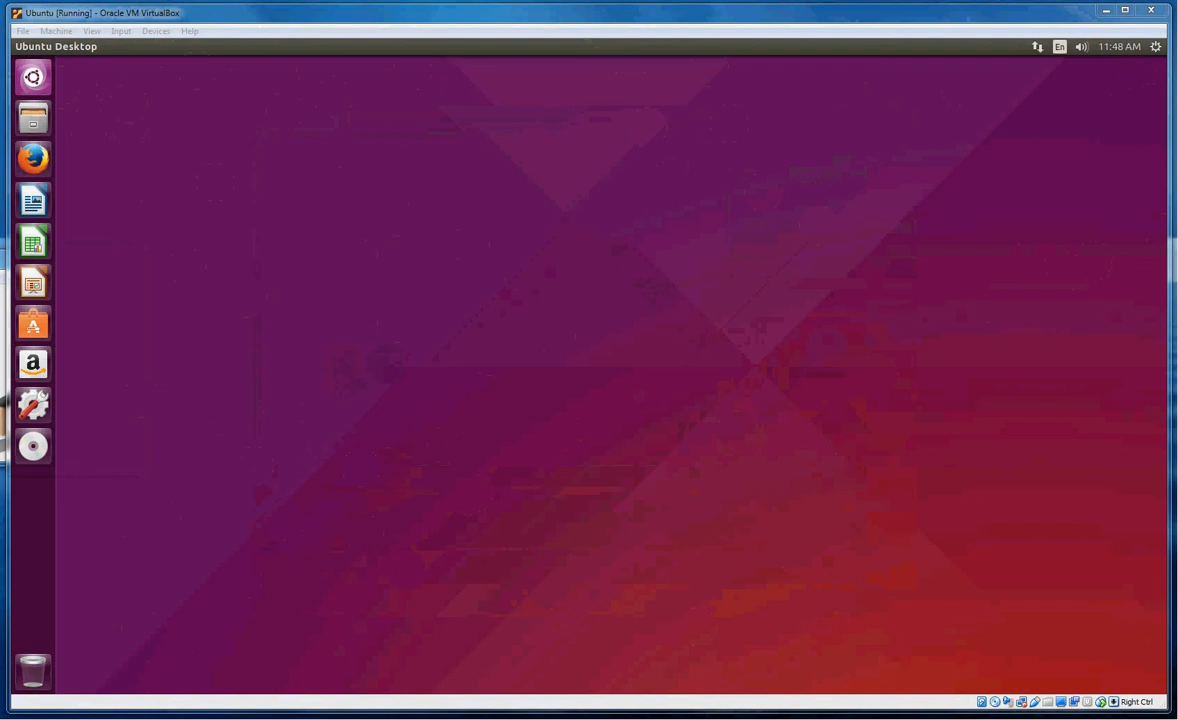 Ubuntu [Running] - Oracle VM VirtualBox
File Machine View Input Devices Help
Ubuntu Desktop
En
11:48 AM
Right Ctrl